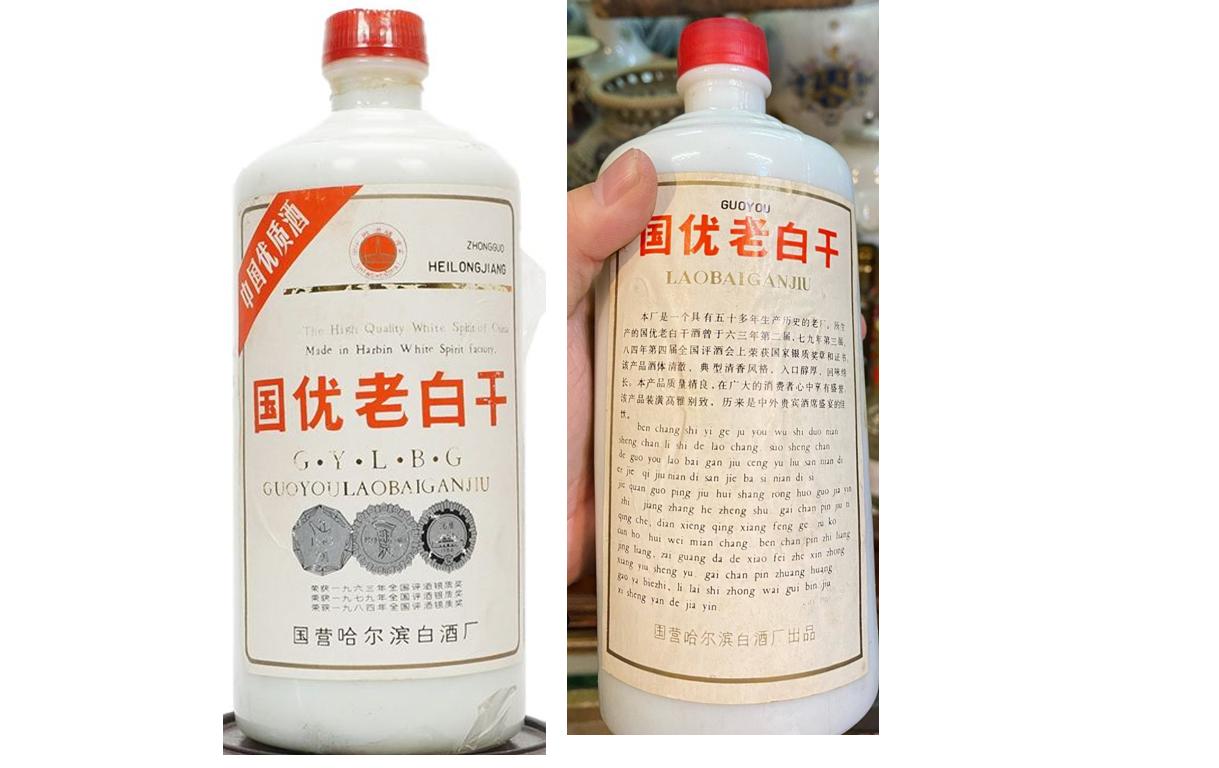 中国优质酒
ZHONGGUO
HEILONGJIANG
The High Quality White Spirit of China
Made in Harbin White Spirit factory.
国优老白干
G·Y·L·B·G
GUOYOULAOBAIGANJIU
荣获一九六三年全国评酒银质奖
荣获一九七九年全国评酒银质奖
荣获一九八四年全国评酒银质奖
国营哈尔滨白酒厂
GUOYOU
国优老白干
LAOBAIGANJIU
本厂是一个具有五十多年生产历史的老厂。所生
产的国优老白干酒曾于六三年第二届,七九年第三届,
八四年第四届全国评酒会上荣获国家银质奖章和证书,
该产品酒体清澈、典型清香风格、入口醇厚、回味绵
长。本产品质量精良,在广大的消费者心中享有盛誉,
该产品装潢高雅别致,历来是中外贵宾酒席盛宴的佳
饮。
ben chang shi yi ge ju you wu shi duo nian
sheng chan li shi de lao chang. suo sheng chan
de guo you lao bai gan jiu ceng yu liu san nian di
er jie qi jiu nian di san jie ba si nian di si
jie quan guo ping jiu hui shang rong huo guo jia yin
zhi jiang zhang he zheng shu. gai chan pin jiu ti
qing che, dian xieng qing xiang feng ge ru ko
cun ho hui wei mian chang. ben chan pin zhi liang
jing liang, zai guang da de xiao fei zhe xin zhong
xiang yiu sheng yu. gai chan pin zhuang huang
gao ya biezhi, li lai shi zhong wai gui bin jiu
xi sheng yan de jia yin
国营哈尔滨白酒厂出品